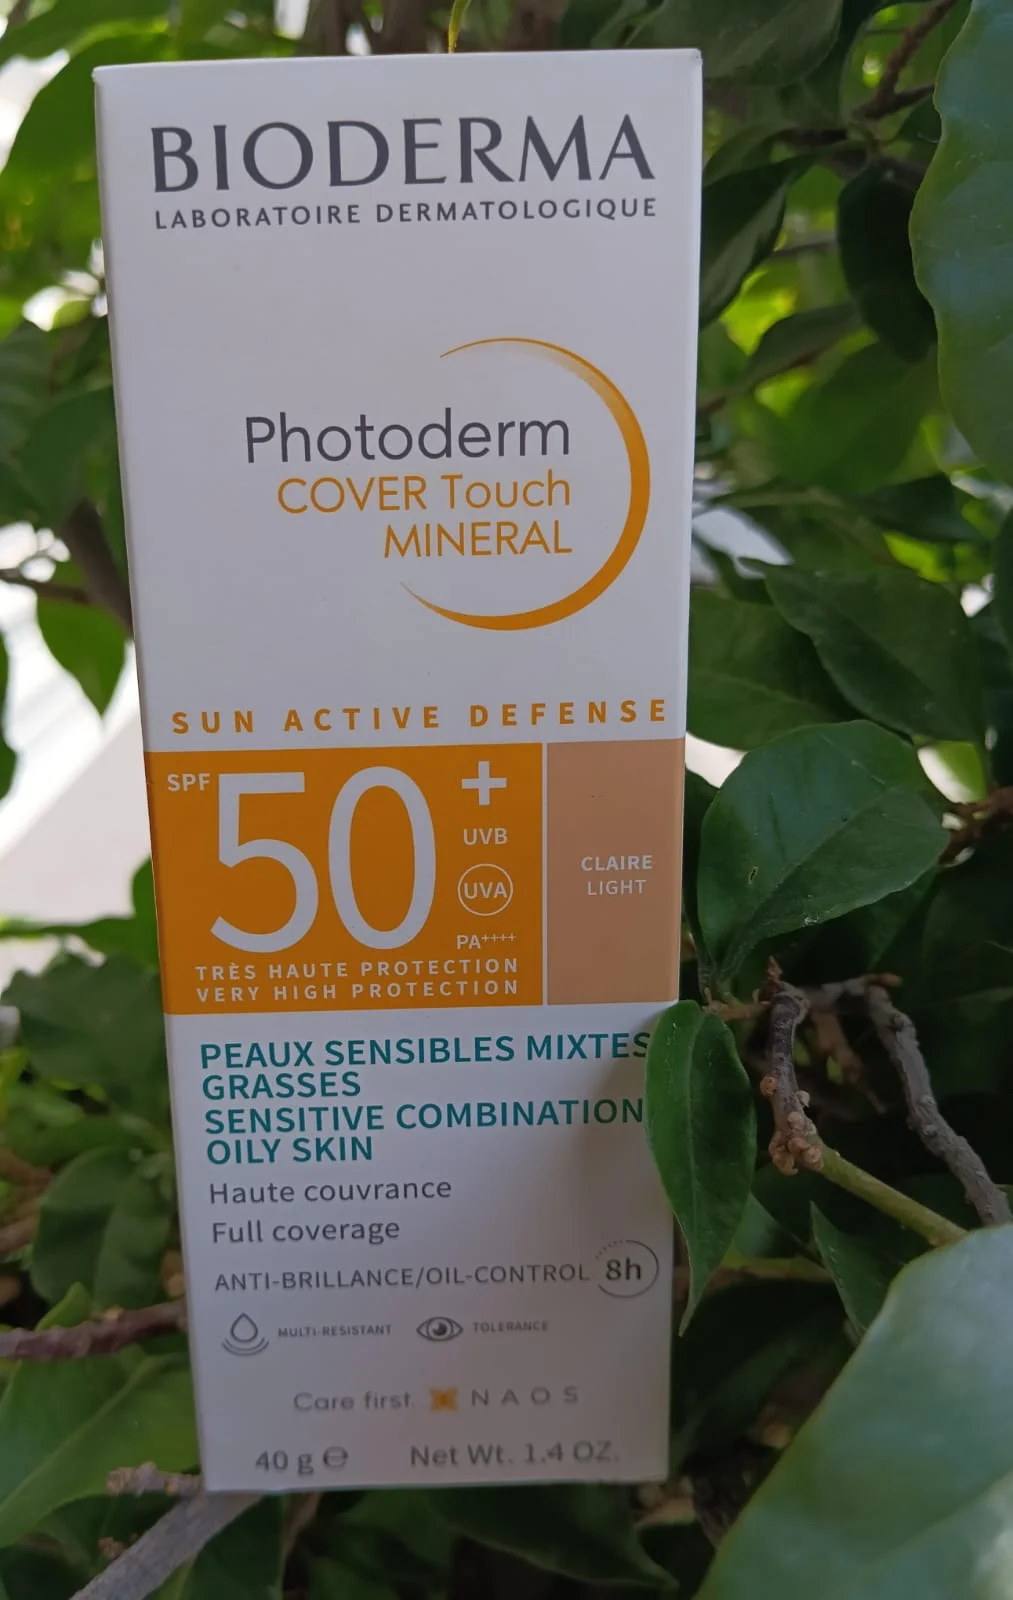 BIODERMA
LABORATOIRE DERMATOLOGIQUE
Photoderm
COVER Touch
MINERAL
SUN ACTIVE DEFENSE
SPF 50+
UVB
UVA
PA++++
TRÈS HAUTE PROTECTION
VERY HIGH PROTECTION
CLAIRE
LIGHT
PEAUX SENSIBLES MIXTES
GRASSES
SENSITIVE COMBINATION
OILY SKIN
Haute couvrance
Full coverage
ANTI-BRILLANCE/OIL-CONTROL 8h
MULTI-RESISTANT TOLERANCE
Care first. NAOS
40 g ℮ Net Wt. 1.4 OZ.